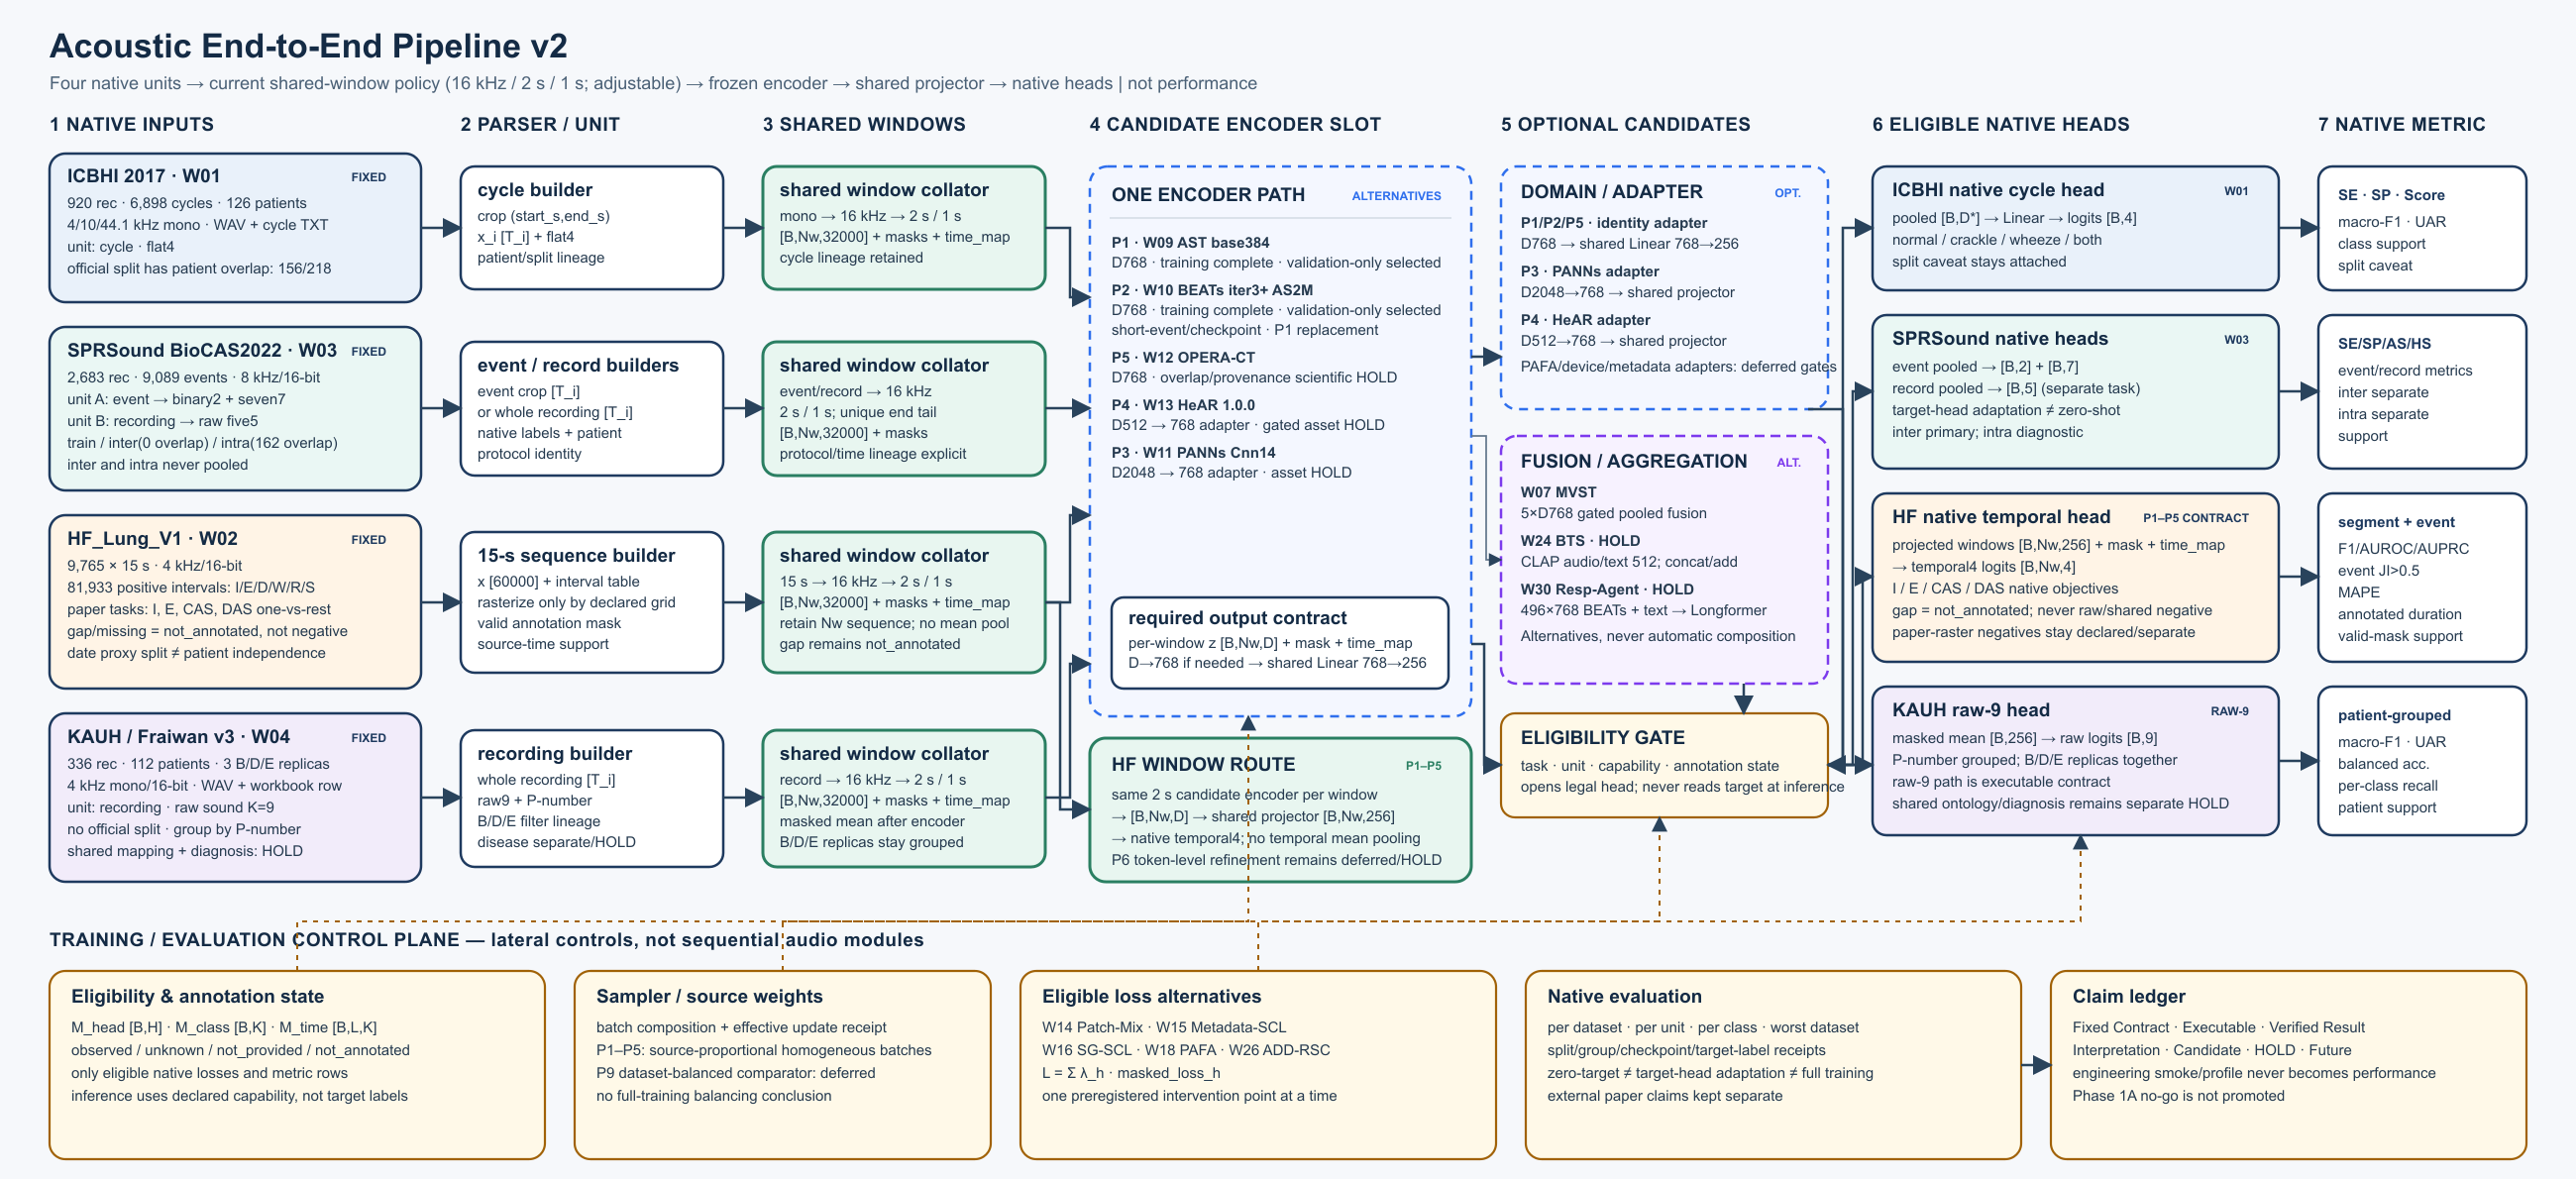 Acoustic End-to-End Pipeline v2
Four native units → current shared-window policy (16 kHz / 2 s / 1 s; adjustable) → frozen encoder → shared projector → native heads | not performance
1 NATIVE INPUTS
ICBHI 2017 · W01
FIXED
920 rec · 6,898 cycles · 126 patients
4/10/44.1 kHz mono · WAV + cycle TXT
unit: cycle · flat4
official split has patient overlap: 156/218
SPRSound BioCAS2022 · W03
FIXED
2,683 rec · 9,089 events · 8 kHz/16-bit
unit A: event → binary2 + seven7
unit B: recording → raw five5
train / inter(0 overlap) / intra(162 overlap)
inter and intra never pooled
HF_Lung_V1 · W02
FIXED
9,765 × 15 s · 4 kHz/16-bit
81,933 positive intervals: I/E/D/W/R/S
paper tasks: I, E, CAS, DAS one-vs-rest
gap/missing = not_annotated, not negative
date proxy split ≠ patient independence
KAUH / Fraiwan v3 · W04
FIXED
336 rec · 112 patients · 3 B/D/E replicas
4 kHz mono/16-bit · WAV + workbook row
unit: recording · raw sound K=9
no official split · group by P-number
shared mapping + diagnosis: HOLD
2 PARSER / UNIT
cycle builder
crop (start_s,end_s)
x_i [T_i] + flat4
patient/split lineage
event / record builders
event crop [T_i]
or whole recording [T_i]
native labels + patient
protocol identity
15-s sequence builder
x [60000] + interval table
rasterize only by declared grid
valid annotation mask
source-time support
recording builder
whole recording [T_i]
raw9 + P-number
B/D/E filter lineage
disease separate/HOLD
3 SHARED WINDOWS
shared window collator
mono → 16 kHz → 2 s / 1 s
[B,Nw,32000] + masks + time_map
cycle lineage retained
shared window collator
event/record → 16 kHz
2 s / 1 s; unique end tail
[B,Nw,32000] + masks
protocol/time lineage explicit
shared window collator
15 s → 16 kHz → 2 s / 1 s
[B,Nw,32000] + masks + time_map
retain Nw sequence; no mean pool
gap remains not_annotated
shared window collator
record → 16 kHz → 2 s / 1 s
[B,Nw,32000] + masks + time_map
masked mean after encoder
B/D/E replicas stay grouped
4 CANDIDATE ENCODER SLOT
ONE ENCODER PATH
ALTERNATIVES
P1 · W09 AST base384
D768 · training complete · validation-only selected
P2 · W10 BEATs iter3+ AS2M
D768 · training complete · validation-only selected
short-event/checkpoint · P1 replacement
P5 · W12 OPERA-CT
D768 · overlap/provenance scientific HOLD
P4 · W13 HeAR 1.0.0
D512 → 768 adapter · gated asset HOLD
P3 · W11 PANNs Cnn14
D2048 → 768 adapter · asset HOLD
required output contract
per-window z [B,Nw,D] + mask + time_map
D→768 if needed → shared Linear 768→256
HF WINDOW ROUTE
P1–P5
same 2 s candidate encoder per window
→ [B,Nw,D] → shared projector [B,Nw,256]
→ native temporal4; no temporal mean pooling
P6 token-level refinement remains deferred/HOLD
5 OPTIONAL CANDIDATES
DOMAIN / ADAPTER
OPT.
P1/P2/P5 · identity adapter
D768 → shared Linear 768→256
P3 · PANNs adapter
D2048→768 → shared projector
P4 · HeAR adapter
D512→768 → shared projector
PAFA/device/metadata adapters: deferred gates
FUSION / AGGREGATION
ALT.
W07 MVST
5×D768 gated pooled fusion
W24 BTS · HOLD
CLAP audio/text 512; concat/add
W30 Resp-Agent · HOLD
496×768 BEATs + text → Longformer
Alternatives, never automatic composition
ELIGIBILITY GATE
task · unit · capability · annotation state
opens legal head; never reads target at inference
6 ELIGIBLE NATIVE HEADS
ICBHI native cycle head
W01
pooled [B,D*] → Linear → logits [B,4]
normal / crackle / wheeze / both
split caveat stays attached
SPRSound native heads
W03
event pooled → [B,2] + [B,7]
record pooled → [B,5] (separate task)
target-head adaptation ≠ zero-shot
inter primary; intra diagnostic
HF native temporal head
P1–P5 CONTRACT
projected windows [B,Nw,256] + mask + time_map
→ temporal4 logits [B,Nw,4]
I / E / CAS / DAS native objectives
gap = not_annotated; never raw/shared negative
paper-raster negatives stay declared/separate
KAUH raw-9 head
RAW-9
masked mean [B,256] → raw logits [B,9]
P-number grouped; B/D/E replicas together
raw-9 path is executable contract
shared ontology/diagnosis remains separate HOLD
7 NATIVE METRIC
SE · SP · Score
macro-F1 · UAR
class support
split caveat
SE/SP/AS/HS
event/record metrics
inter separate
intra separate
support
segment + event
F1/AUROC/AUPRC
event JI>0.5
MAPE
annotated duration
valid-mask support
patient-grouped
macro-F1 · UAR
balanced acc.
per-class recall
patient support
TRAINING / EVALUATION CONTROL PLANE — lateral controls, not sequential audio modules
Eligibility & annotation state
M_head [B,H] · M_class [B,K] · M_time [B,L,K]
observed / unknown / not_provided / not_annotated
only eligible native losses and metric rows
inference uses declared capability, not target labels
Sampler / source weights
batch composition + effective update receipt
P1–P5: source-proportional homogeneous batches
P9 dataset-balanced comparator: deferred
no full-training balancing conclusion
Eligible loss alternatives
W14 Patch-Mix · W15 Metadata-SCL
W16 SG-SCL · W18 PAFA · W26 ADD-RSC
L = Σ λ_h · masked_loss_h
one preregistered intervention point at a time
Native evaluation
per dataset · per unit · per class · worst dataset
split/group/checkpoint/target-label receipts
zero-target ≠ target-head adaptation ≠ full training
external paper claims kept separate
Claim ledger
Fixed Contract · Executable · Verified Result
Interpretation · Candidate · HOLD · Future
engineering smoke/profile never becomes performance
Phase 1A no-go is not promoted